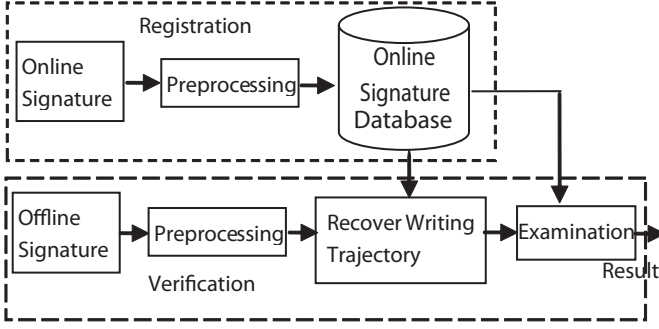 Registration
Online
Signature
Preprocessing
Online
Signature
Database
Offline
Signature
Preprocessing
Recover Writing
Trajectory
Examination
Result
Verification